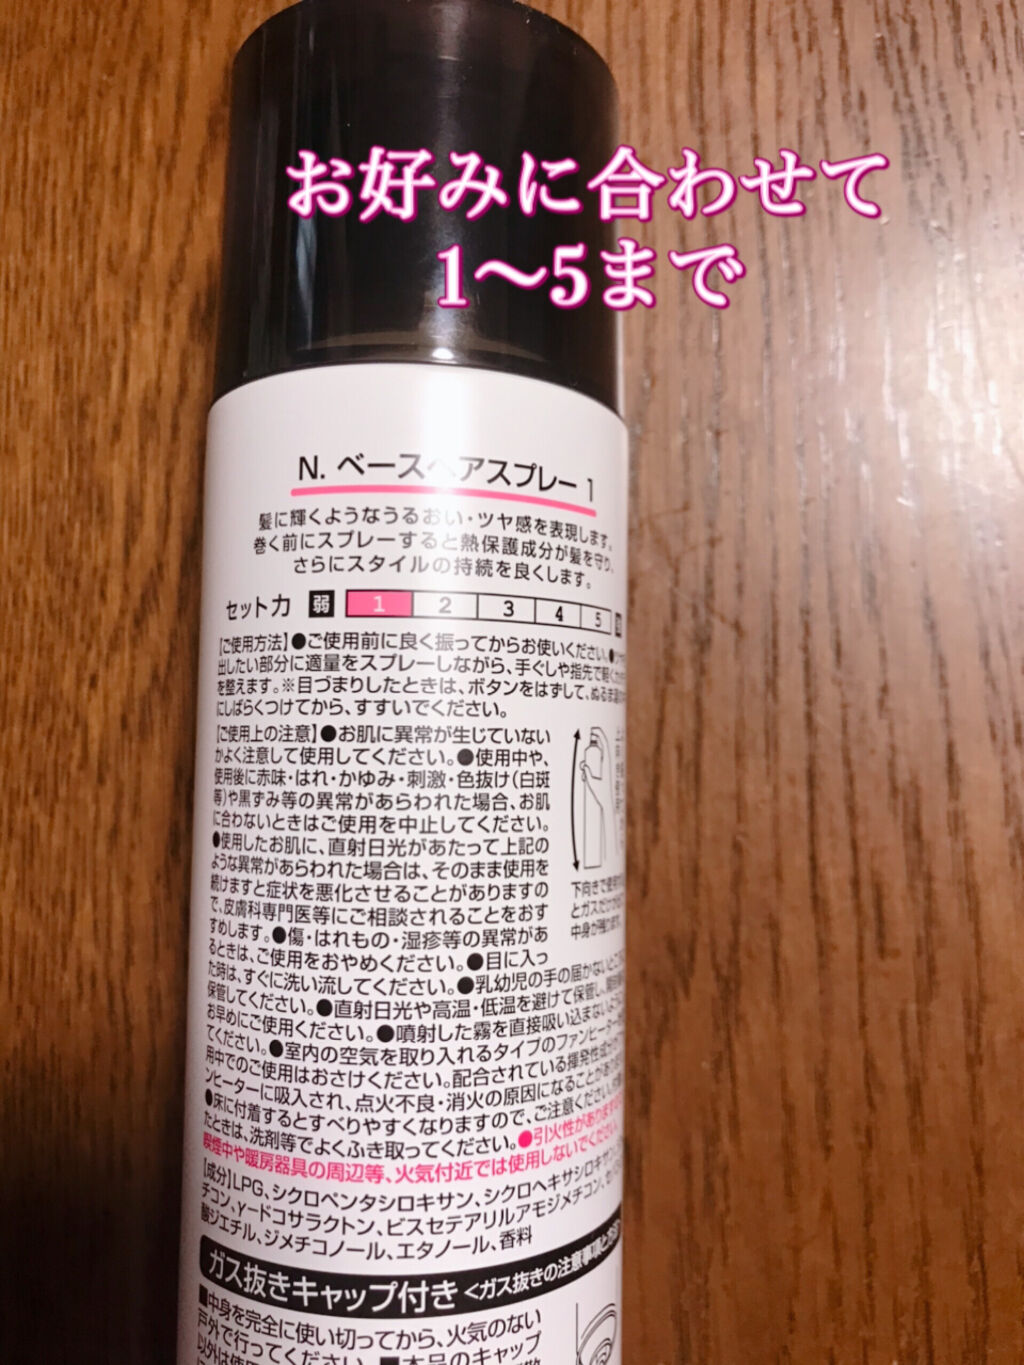 お好みに合わせて
1〜5まで
N. ベースヘアスプレー1
髪に輝くようなうるおい・ツヤ感を表現します。
巻く前にスプレーすると熱保護成分が髪を守り、
さらにスタイルの持続を良くします。
セット力 弱 1 2 3 4 5
【ご使用方法】●ご使用前に良く振ってからお使いください。●
出したい部分に適量をスプレーしながら、手ぐしや指先で軽く
を整えます。※目づまりしたときは、ボタンをはずして、ぬるま湯
にしばらくつけてから、すすいでください。
【ご使用上の注意】●お肌に異常が生じていない
かよく注意して使用してください。●使用中や、
使用後に赤味・はれ・かゆみ・刺激・色抜け(白斑
等)や黒ずみ等の異常があらわれた場合、お肌
に合わないときはご使用を中止してください。
●使用したお肌に、直射日光があたって上記の
ような異常があらわれた場合は、そのまま使用を
続けますと症状を悪化させることがありますの
で、皮膚科専門医等にご相談されることをおす
すめします。●傷・はれもの・湿疹等の異常があ
るときは、ご使用をおやめください。●目に入っ
た時は、すぐに洗い流してください。●乳幼児の手の届かない
保管してください。●直射日光や高温・低温を避けて保管し、
お早めにご使用ください。●噴射した霧を直接吸い込まないように
てください。●室内の空気を取り入れるタイプのファンヒーター
用中でのご使用はおさけください。配合されている揮発性成分が
ンヒーターに吸入され、点火不良・消火の原因になることがあります
●床に付着するとすべりやすくなりますので、ご注意ください。
たときは、洗剤等でよくふき取ってください。●引火性がありますので
喫煙中や暖房器具の周辺等、火気付近では使用しないでください。
【成分】LPG、シクロペンタシロキサン、シクロヘキサシロキサン、
チコン、γ-ドコサラクトン、ビスセテアリルアモジメチコン、セバシン
酸ジエチル、ジメチコノール、エタノール、香料
下向きで使用
とガスだけが
中身が残ります。
ガス抜きキャップ付き <ガス抜きの注意事項と
■中身を完全に使い切ってから、火気のない
戸外で行ってください。■本品のキャップ